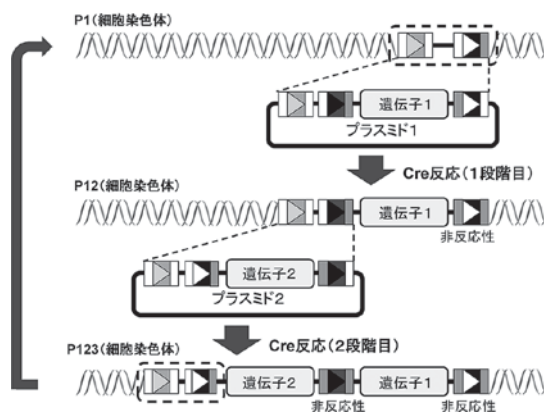 P1(細胞染色体)
遺伝子1
プラスミド1
Cre反応(1段階目)
P12(細胞染色体)
遺伝子1
非反応性
遺伝子2
プラスミド2
Cre反応(2段階目)
P123(細胞染色体)
遺伝子2
遺伝子1
非反応性
非反応性